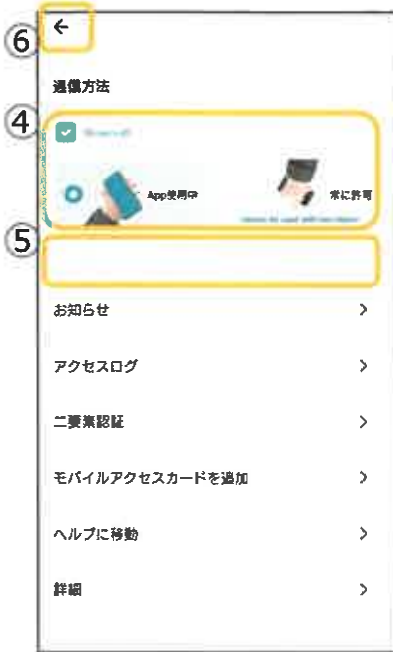 ⑥ ←
通信方法
④
App使用中
常に許可
⑤
お知らせ >
アクセスログ >
二要素認証 >
モバイルアクセスカードを追加 >
ヘルプに移動 >
詳細 >